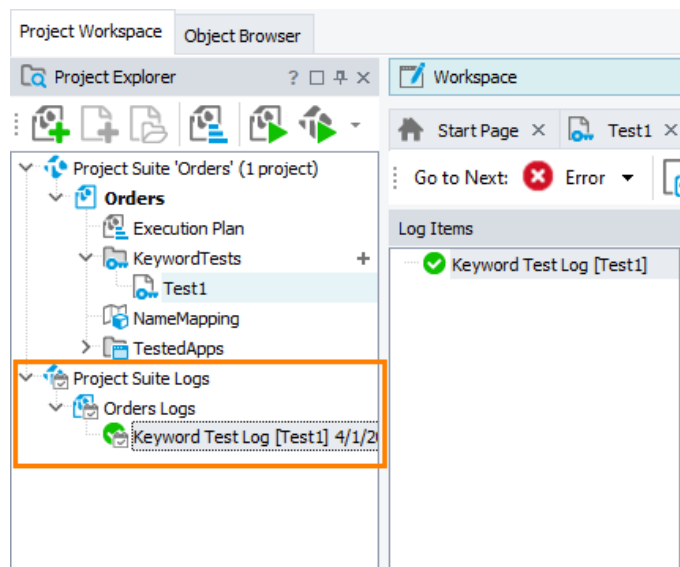 Project Workspace
Object Browser
Project Explorer
?
Workspace
Start Page
Test1
Go to Next:
Error
Project Suite 'Orders' (1 project)
Orders
Execution Plan
KeywordTests
Test1
NameMapping
TestedApps
Project Suite Logs
Orders Logs
Keyword Test Log [Test1] 4/1/20
Log Items
Keyword Test Log [Test1]